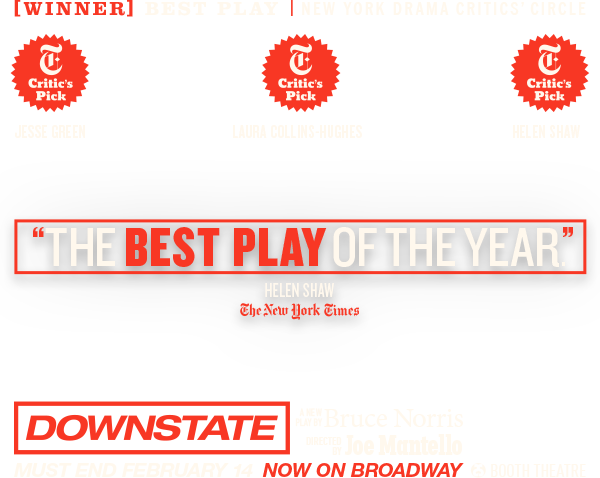 [WINNER] BEST PLAY | NEW YORK DRAMA CRITICS' CIRCLE
T Critic's Pick
T Critic's Pick
T Critic's Pick
JESSE GREEN
LAURA COLLINS-HUGHES
HELEN SHAW
“THE BEST PLAY OF THE YEAR.”
HELEN SHAW
The New York Times
DOWNSTATE
Bruce Norris
Joe Mantello
MUST END FEBRUARY 14 NOW ON BROADWAY BOOTH THEATRE